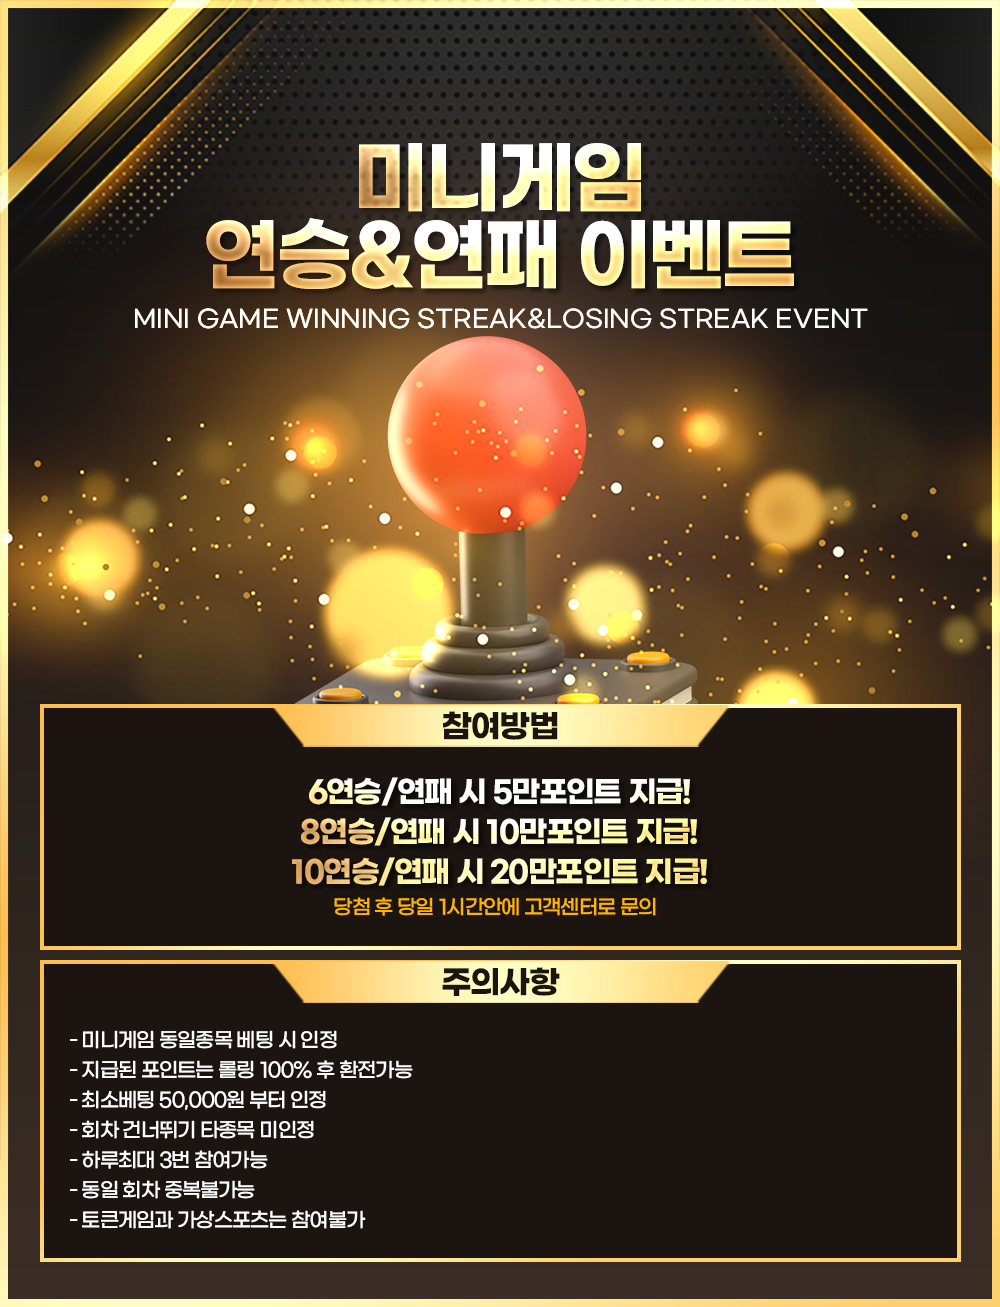 미니게임
연승&연패 이벤트
MINI GAME WINNING STREAK&LOSING STREAK EVENT
참여방법
6연승/연패 시 5만포인트 지급!
8연승/연패 시 10만포인트 지급!
10연승/연패 시 20만포인트 지급!
당첨 후 당일 1시간안에 고객센터로 문의
주의사항
- 미니게임 동일종목 베팅 시 인정
- 지급된 포인트는 롤링 100% 후 환전가능
- 최소베팅 50,000원 부터 인정
- 회차 건너뛰기 타종목 미인정
- 하루최대 3번 참여가능
- 동일 회차 중복불가능
- 토큰게임과 가상스포츠는 참여불가